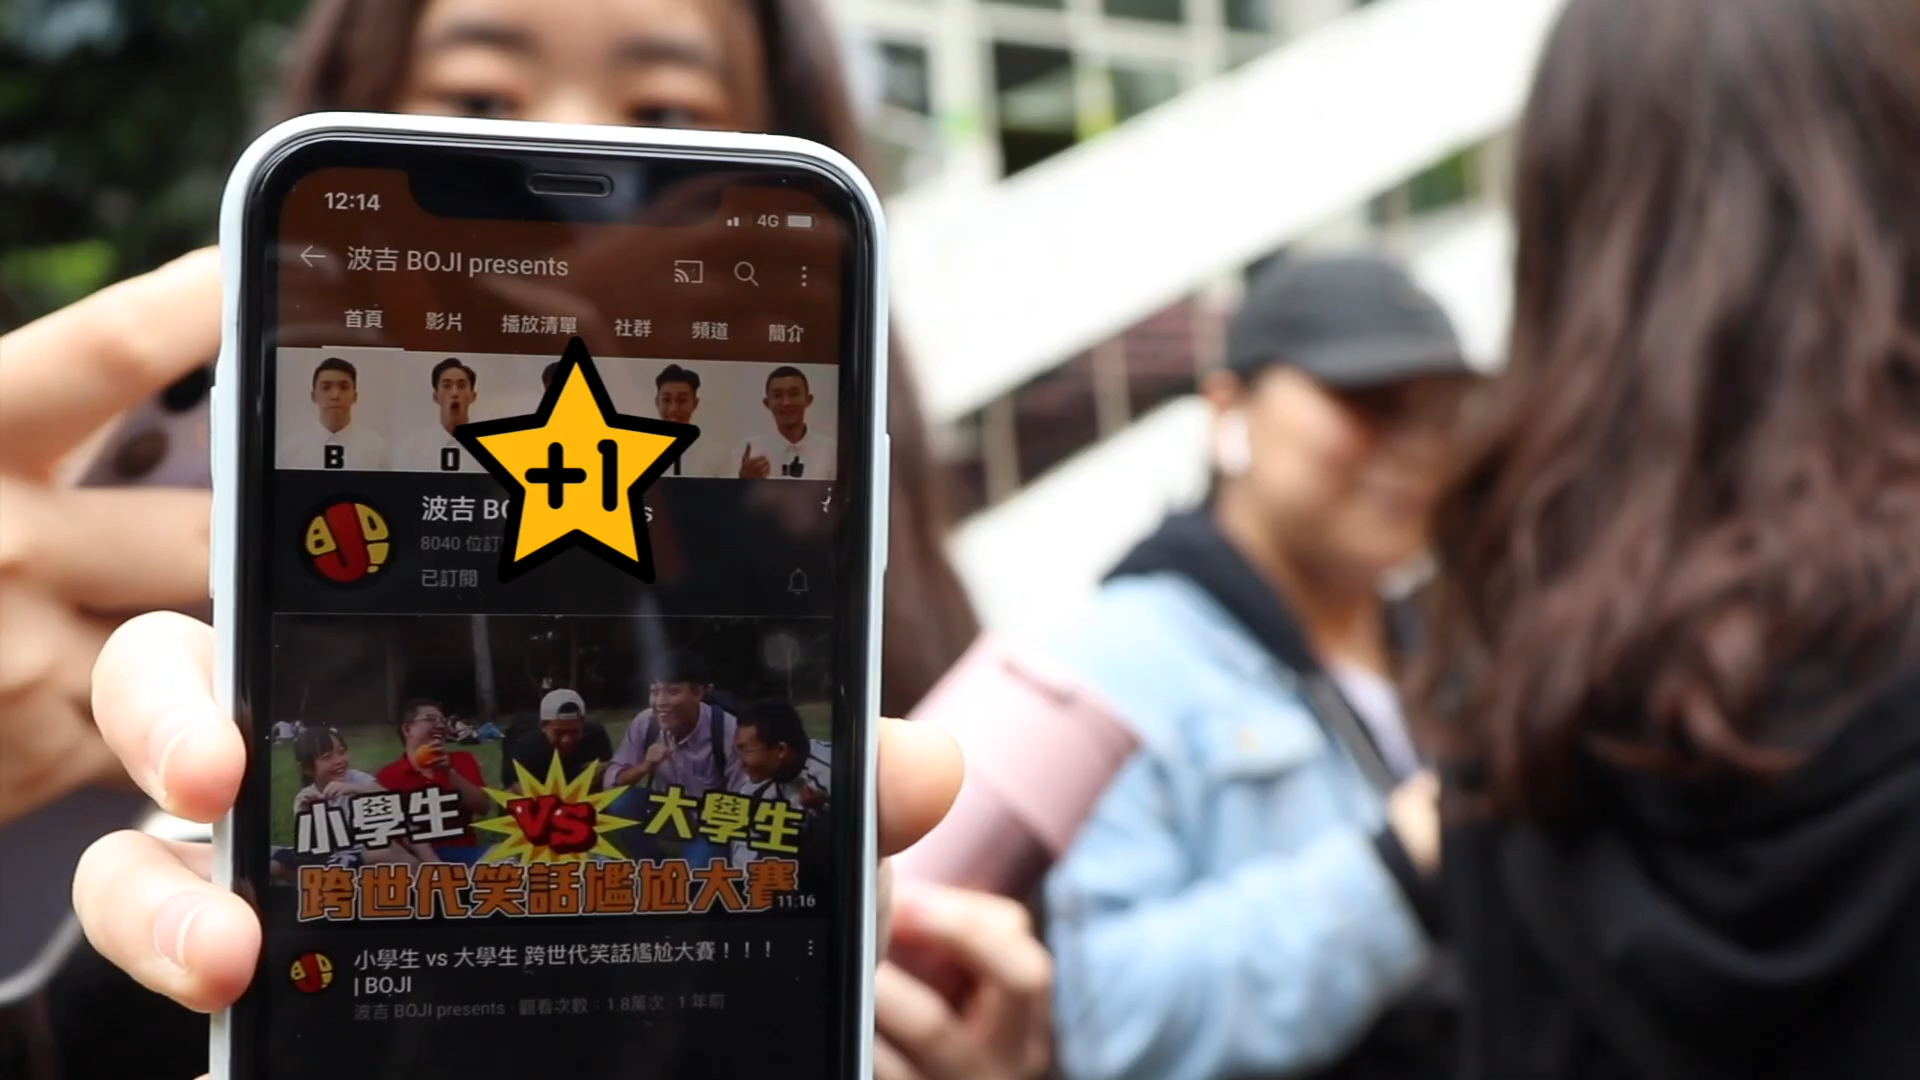 12:14
4G
波吉 BOJI presents
首頁 影片 播放清單 社群 頻道 簡介
B O
+1
波吉
8040 位訂
已訂閱
小學生 VS 大學生
跨世代笑話尷尬大賽
11:16
小學生 vs 大學生 跨世代笑話尷尬大賽！！！
| BOJI
波吉 BOJI presents · 觀看次數：1.8萬次 · 1 年前